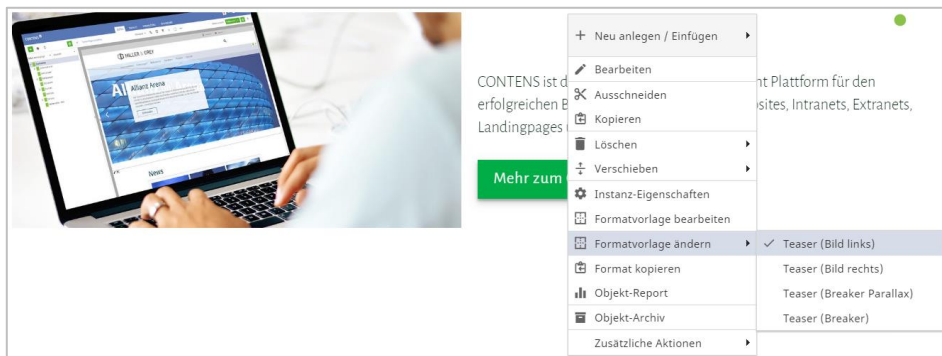 MILLER & GREY
Allianz Arena
News
CONTENS ist d
nt Plattform für den
erfolgreichen B
sites, Intranets, Extranets,
Landingpages
Mehr zum
Neu anlegen / Einfügen
Bearbeiten
Ausschneiden
Kopieren
Löschen
Verschieben
Instanz-Eigenschaften
Formatvorlage bearbeiten
Formatvorlage ändern
Teaser (Bild links)
Format kopieren
Teaser (Bild rechts)
Objekt-Report
Teaser (Breaker Parallax)
Objekt-Archiv
Teaser (Breaker)
Zusätzliche Aktionen